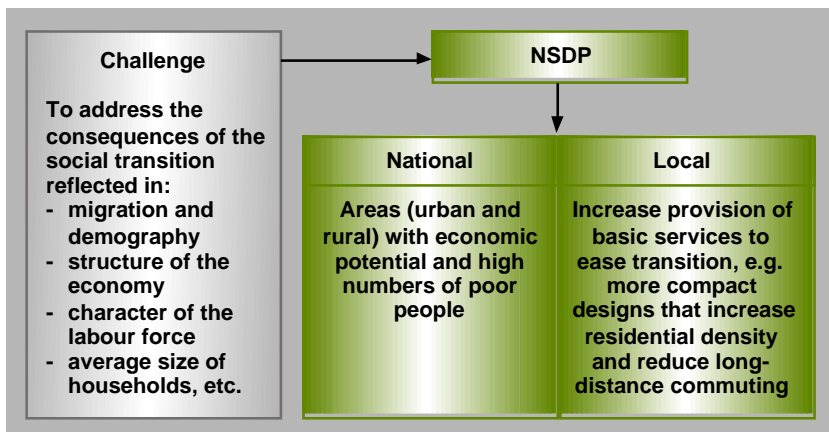 Challenge
To address the
consequences of the
social transition
reflected in:
- migration and
demography
- structure of the
economy
- character of the
labour force
- average size of
households, etc.
NSDP
National
Areas (urban and
rural) with economic
potential and high
numbers of poor
people
Local
Increase provision of
basic services to
ease transition, e.g.
more compact
designs that increase
residential density
and reduce long-
distance commuting